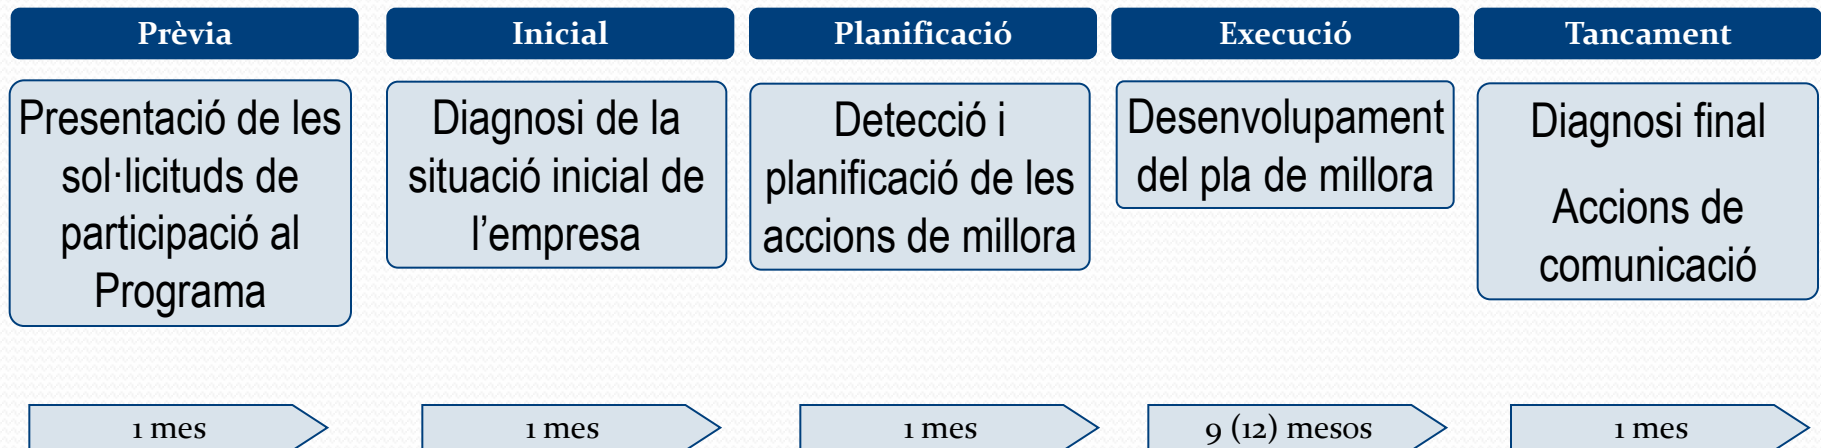 Prèvia
Presentació de les
sol·licituds de
participació al
Programa
1 mes
Inicial
Diagnosi de la
situació inicial de
l’empresa
1 mes
Planificació
Detecció i
planificació de les
accions de millora
1 mes
Execució
Desenvolupament
del pla de millora
9 (12) mesos
Tancament
Diagnosi final
Accions de
comunicació
1 mes